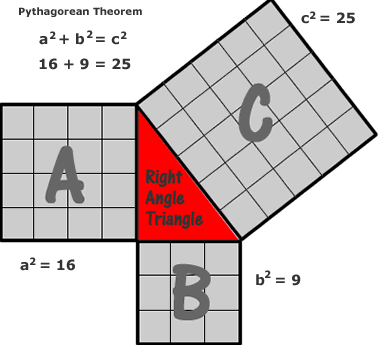 Pythagorean Theorem
a² + b² = c²
16 + 9 = 25
c² = 25
C
A
Right
Angle
Triangle
a² = 16
B
b² = 9